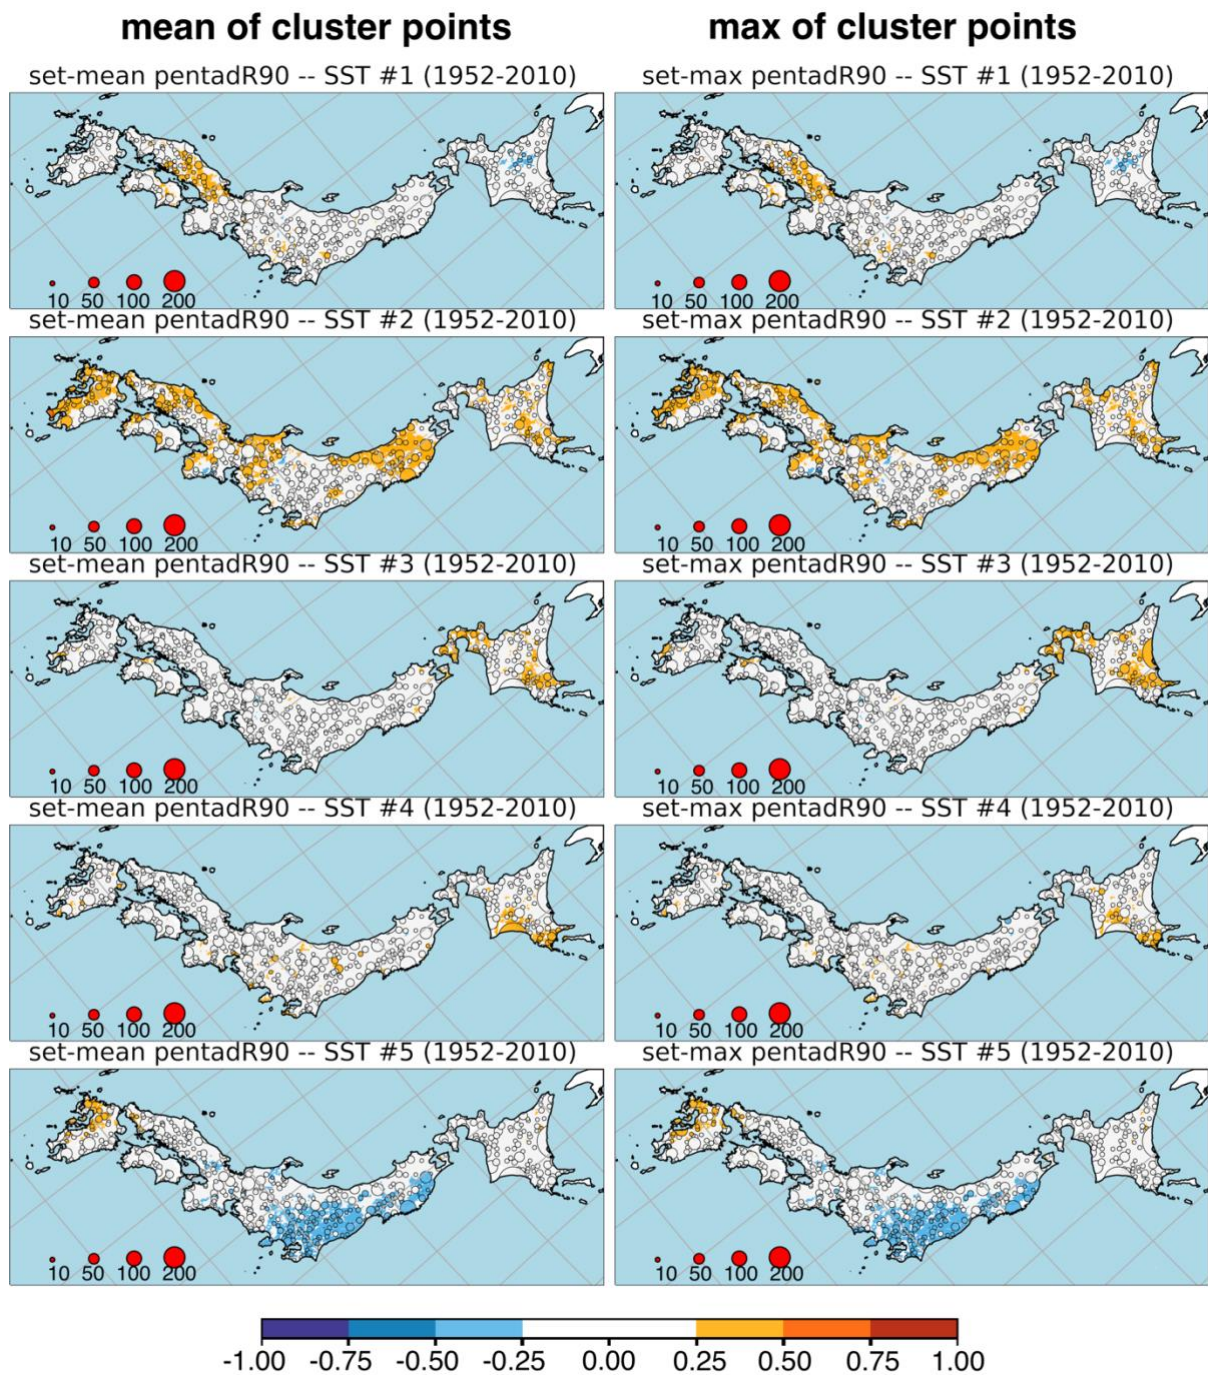 mean of cluster points max of cluster points
set-mean pentadR90 -- SST #1 (1952-2010) set-max pentadR90 -- SST #1 (1952-2010)
10 50 100 200 10 50 100 200
set-mean pentadR90 -- SST #2 (1952-2010) set-max pentadR90 -- SST #2 (1952-2010)
10 50 100 200 10 50 100 200
set-mean pentadR90 -- SST #3 (1952-2010) set-max pentadR90 -- SST #3 (1952-2010)
10 50 100 200 10 50 100 200
set-mean pentadR90 -- SST #4 (1952-2010) set-max pentadR90 -- SST #4 (1952-2010)
10 50 100 200 10 50 100 200
set-mean pentadR90 -- SST #5 (1952-2010) set-max pentadR90 -- SST #5 (1952-2010)
10 50 100 200 10 50 100 200
-1.00 -0.75 -0.50 -0.25 0.00 0.25 0.50 0.75 1.00